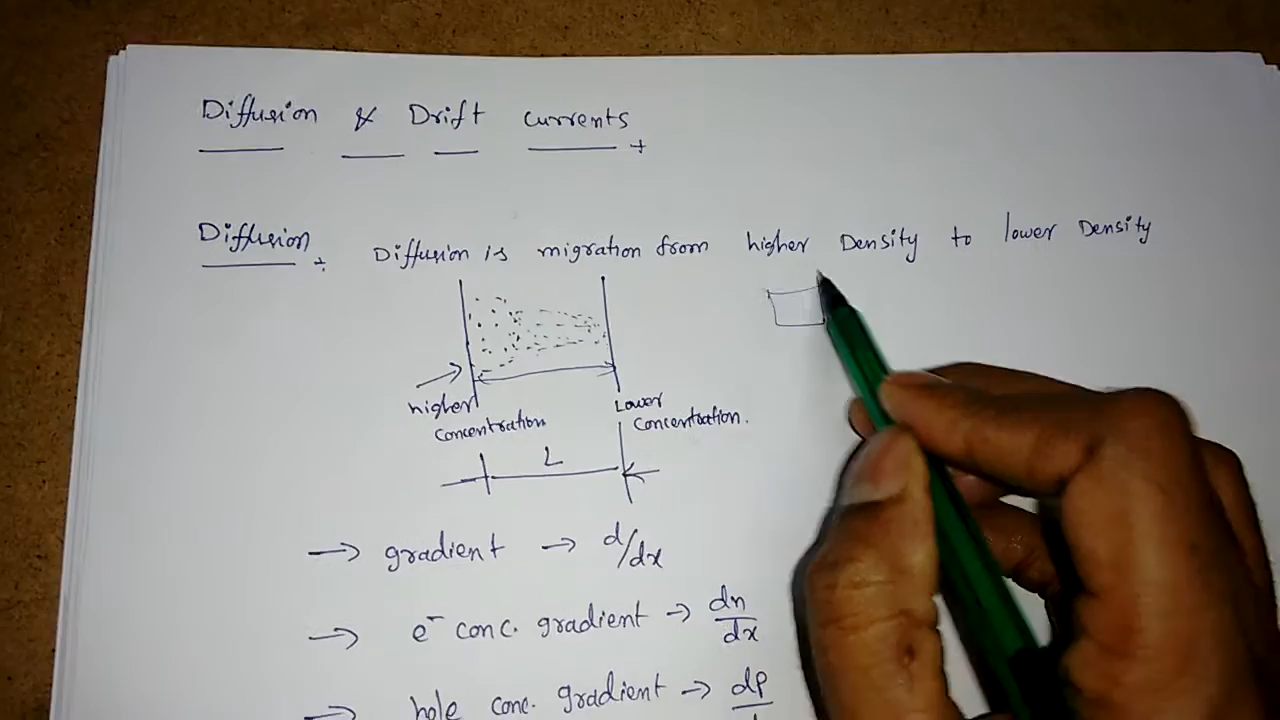 Diffusion & Drift currents
Diffusion Diffusion is migration from higher Density to lower Density
higher
concentration
Lower
concentration.
L
→ gradient → d/dx
→ e⁻ conc. gradient → dn/dx
→ hole conc. gradient → dp